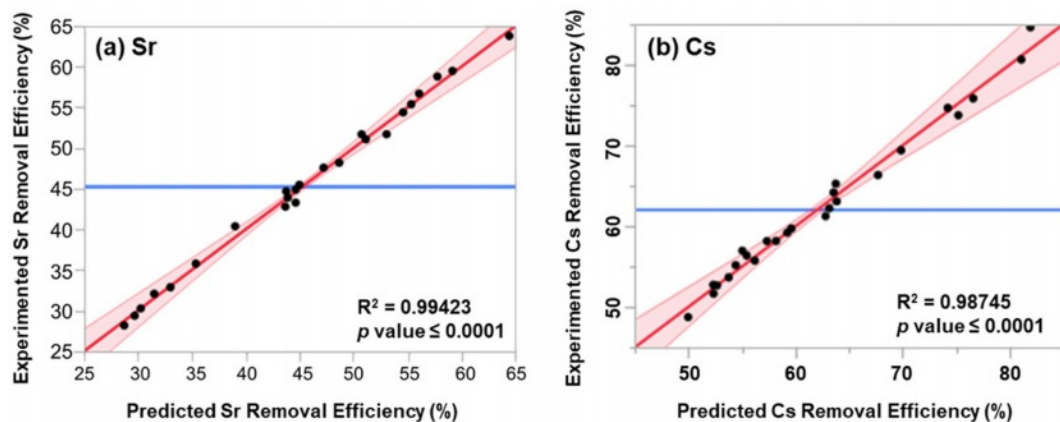 (a) Sr
Experimented Sr Removal Efficiency (%)
65
60
55
50
45
40
35
30
25
R² = 0.99423
p value ≤ 0.0001
25 30 35 40 45 50 55 60 65
Predicted Sr Removal Efficiency (%)
(b) Cs
Experimented Cs Removal Efficiency (%)
80
70
60
50
R² = 0.98745
p value ≤ 0.0001
50 60 70 80
Predicted Cs Removal Efficiency (%)